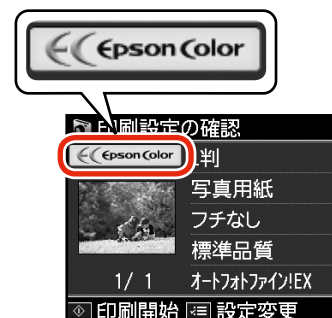 Epson Color
印刷設定の確認
Epson Color
L判
写真用紙
フチなし
標準品質
1/ 1
オートフォトファイン!EX
印刷開始 設定変更